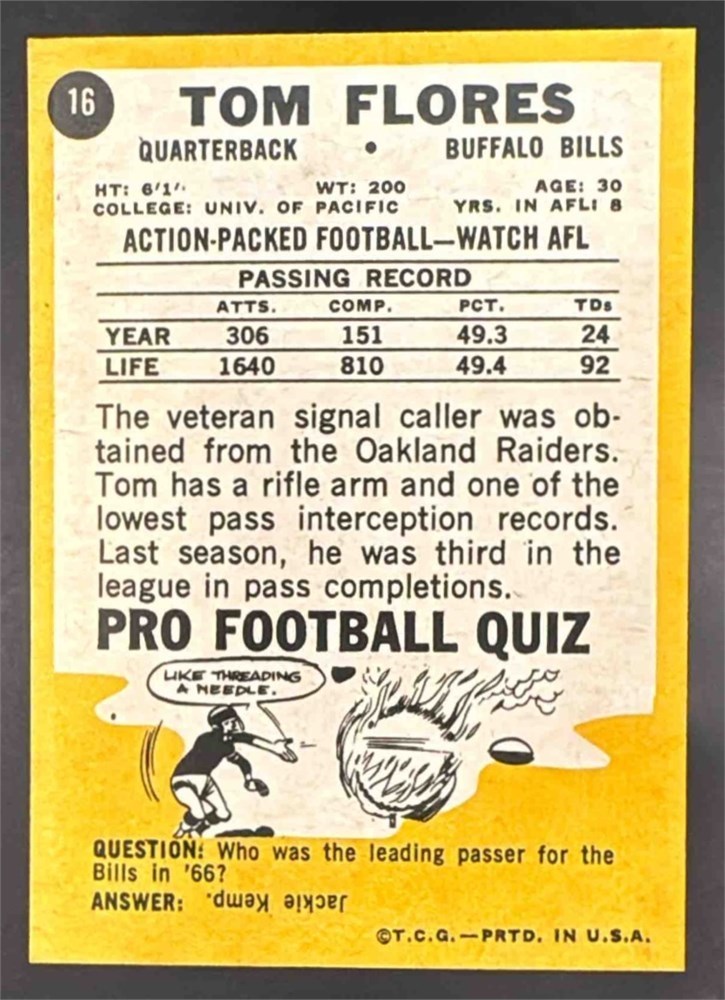 16
TOM FLORES
QUARTERBACK • BUFFALO BILLS
HT: 6'1" WT: 200 AGE: 30
COLLEGE: UNIV. OF PACIFIC YRS. IN AFL: 8
ACTION-PACKED FOOTBALL—WATCH AFL
PASSING RECORD
ATTS. COMP. PCT. TDs
YEAR 306 151 49.3 24
LIFE 1640 810 49.4 92
The veteran signal caller was ob-
tained from the Oakland Raiders.
Tom has a rifle arm and one of the
lowest pass interception records.
Last season, he was third in the
league in pass completions.
PRO FOOTBALL QUIZ
LIKE THREADING
A NEEDLE.
QUESTION: Who was the leading passer for the
Bills in '66?
ANSWER: Jackie Kemp.
©T.C.G.—PRTD. IN U.S.A.